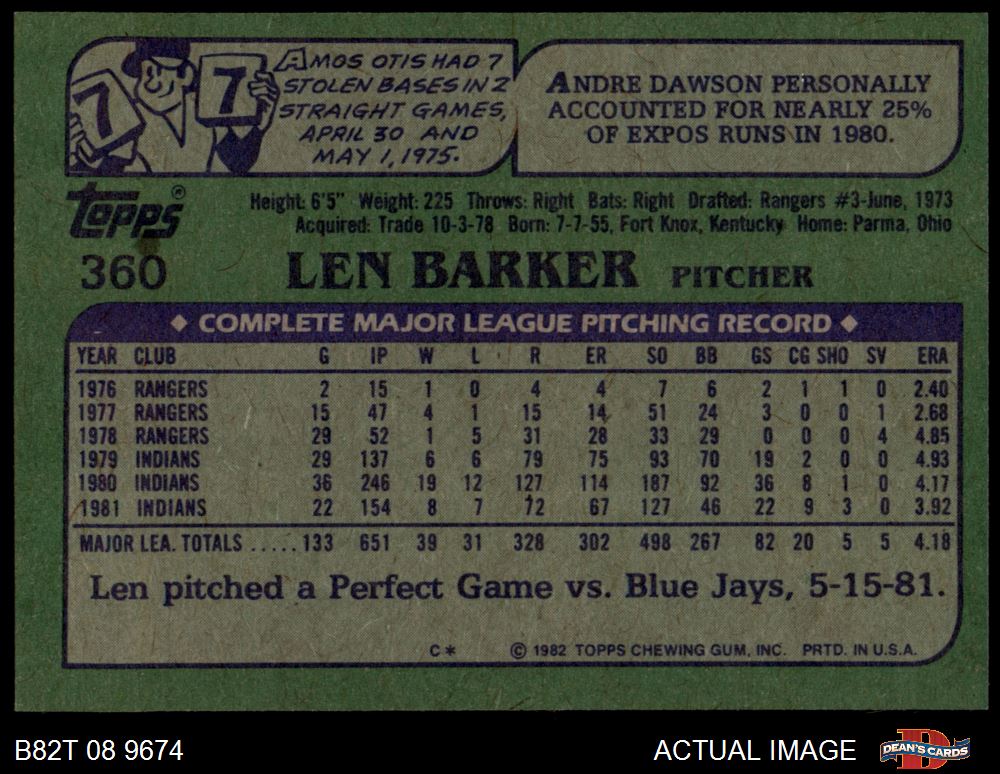 7
7
AMOS OTIS HAD 7
STOLEN BASES IN 2
STRAIGHT GAMES,
APRIL 30 AND
MAY 1, 1975.
ANDRE DAWSON PERSONALLY
ACCOUNTED FOR NEARLY 25%
OF EXPOS RUNS IN 1980.
Topps®
Height: 6'5" Weight: 225 Throws: Right Bats: Right Drafted: Rangers #3-June, 1973
Acquired: Trade 10-3-78 Born: 7-7-55, Fort Knox, Kentucky Home: Parma, Ohio
360 LEN BARKER PITCHER
◆ COMPLETE MAJOR LEAGUE PITCHING RECORD ◆
YEAR CLUB G IP W L R ER SO BB GS CG SHO SV ERA
1976 RANGERS 2 15 1 0 4 4 7 6 2 1 1 0 2.40
1977 RANGERS 15 47 4 1 15 14 51 24 3 0 0 1 2.68
1978 RANGERS 29 52 1 5 31 28 33 29 0 0 0 4 4.85
1979 INDIANS 29 137 6 6 79 75 93 70 19 2 0 0 4.93
1980 INDIANS 36 246 19 12 127 114 187 92 36 8 1 0 4.17
1981 INDIANS 22 154 8 7 72 67 127 46 22 9 3 0 3.92
MAJOR LEA. TOTALS ..... 133 651 39 31 328 302 498 267 82 20 5 5 4.18
Len pitched a Perfect Game vs. Blue Jays, 5-15-81.
C* © 1982 TOPPS CHEWING GUM, INC. PRTD. IN U.S.A.
B82T 08 9674 ACTUAL IMAGE DEAN'S CARDS